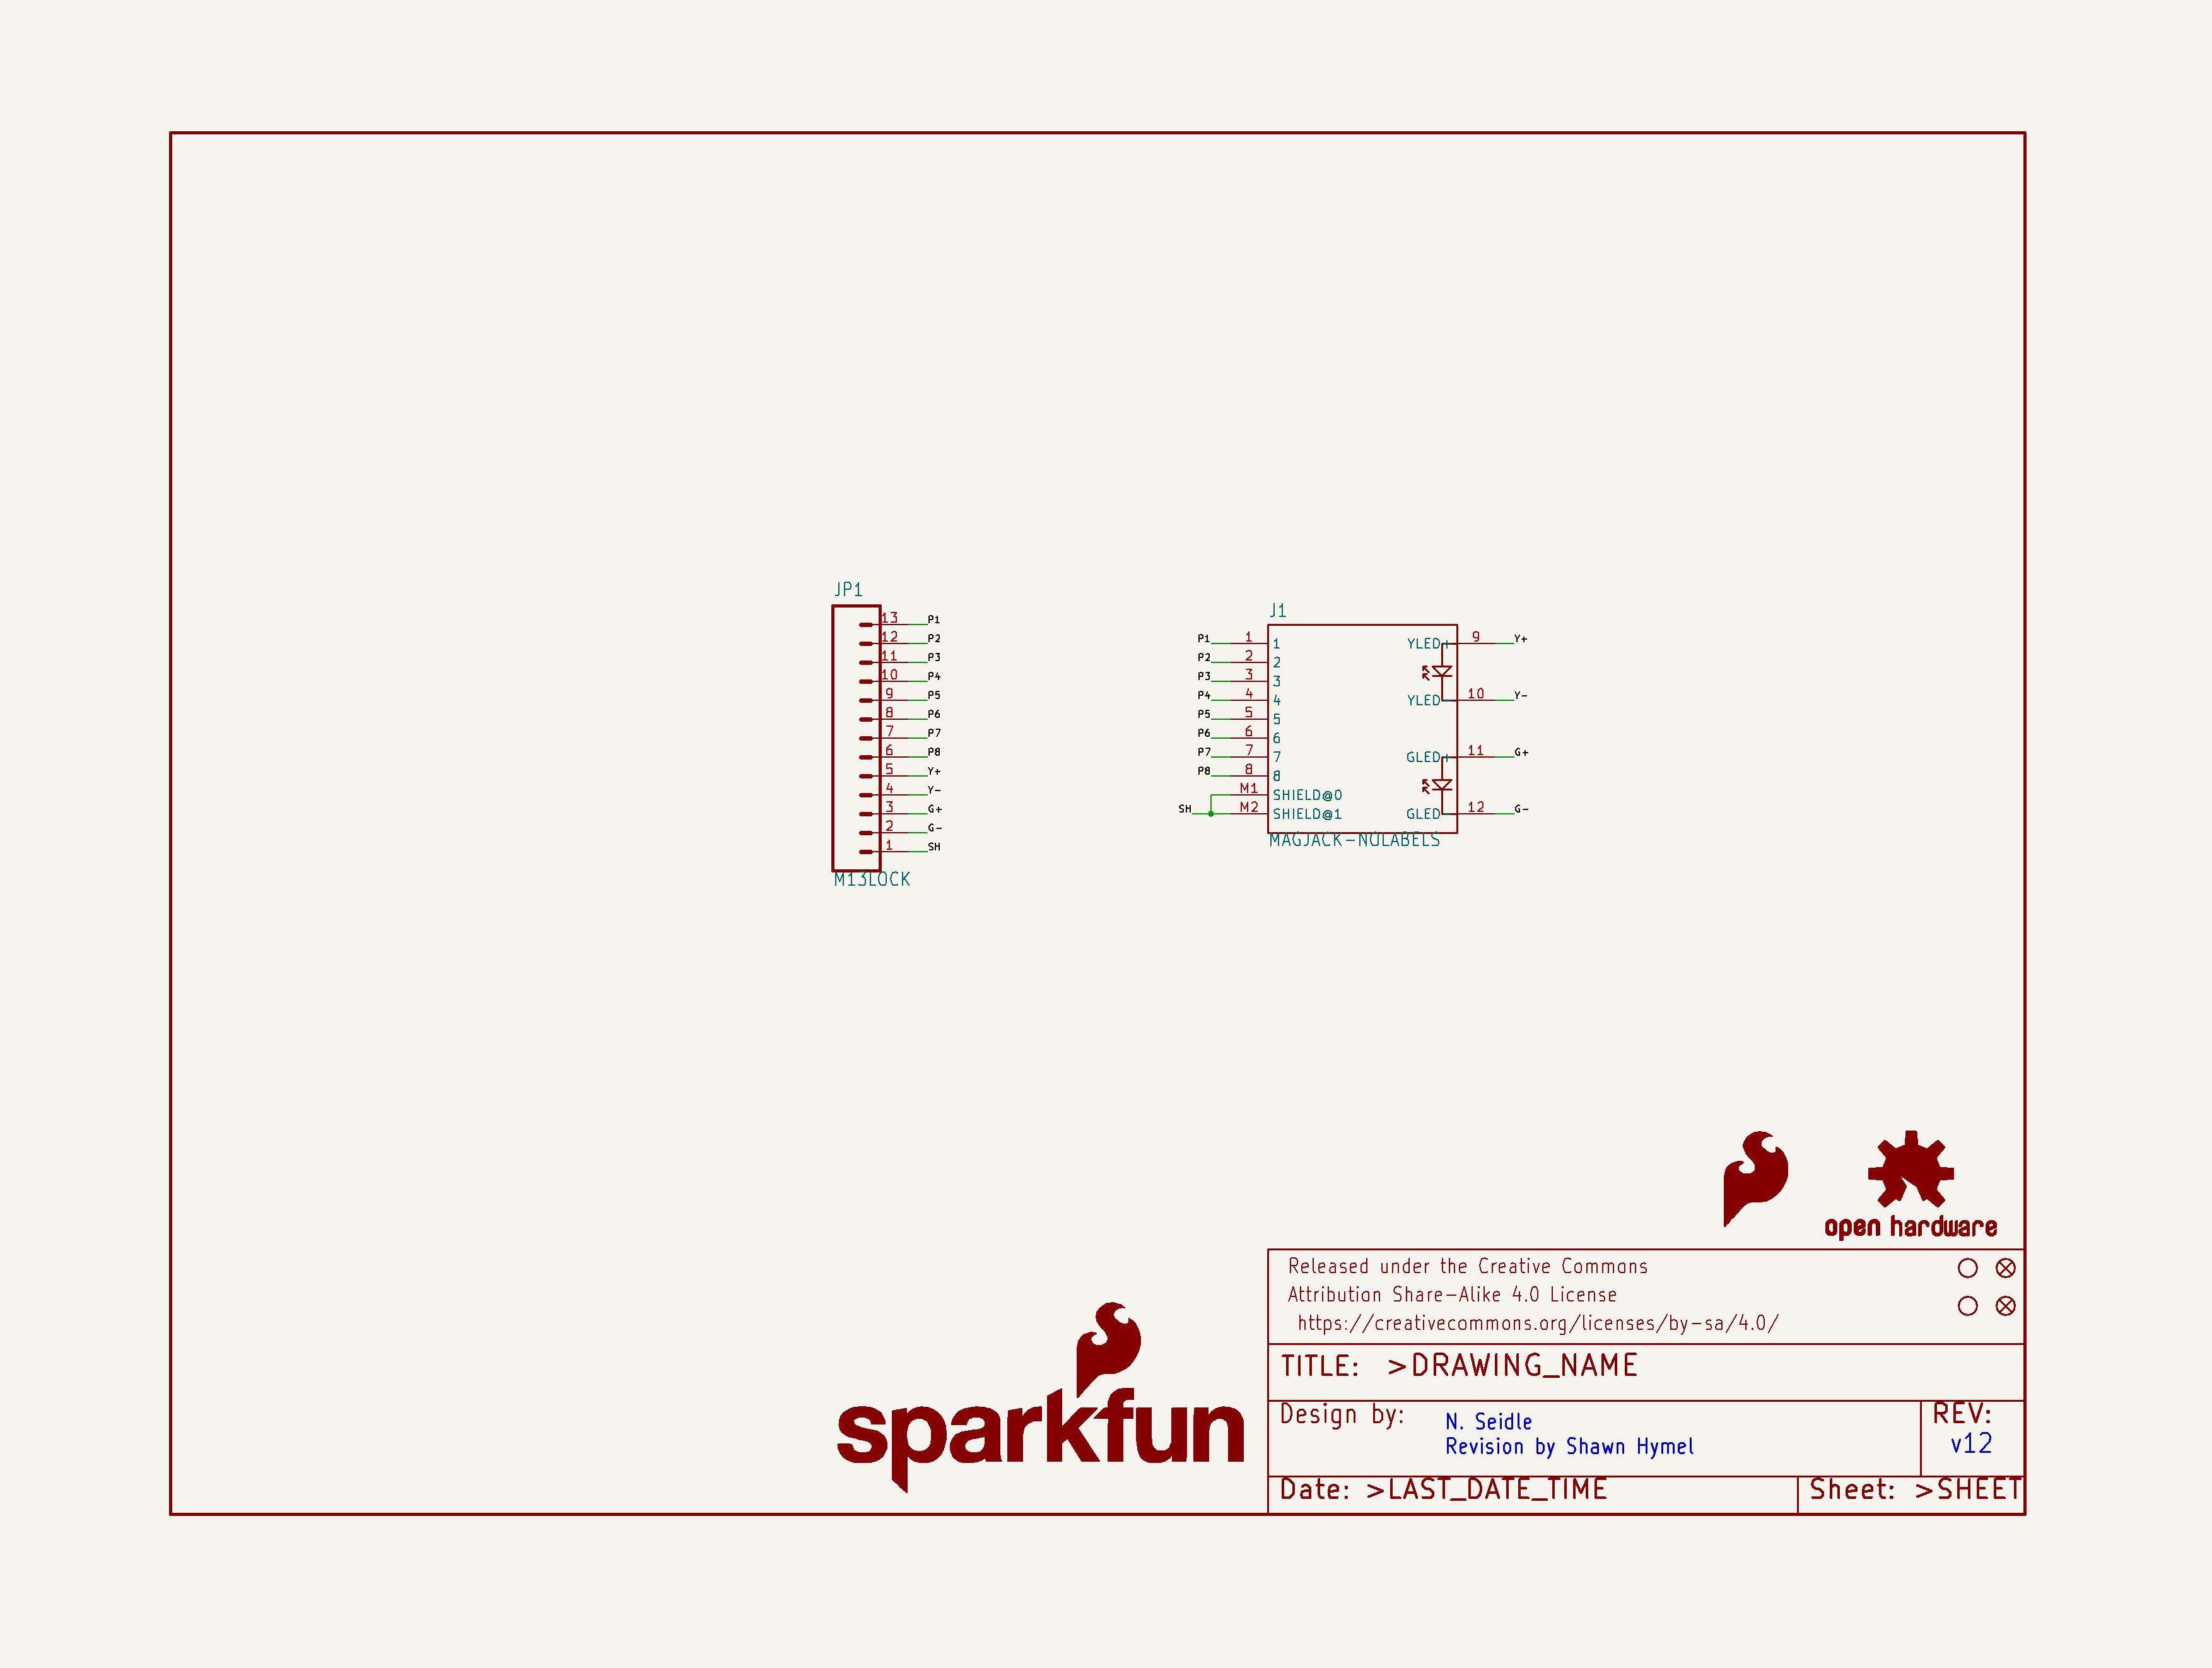 JP1
13 P1
12 P2
11 P3
10 P4
9 P5
8 P6
7 P7
6 P8
5 Y+
4 Y-
3 G+
2 G-
1 SH
M13LOCK
J1
P1 1 1 YLED+ 9 Y+
P2 2 2
P3 3 3
P4 4 4 YLED- 10 Y-
P5 5 5
P6 6 6
P7 7 7 GLED+ 11 G+
P8 8 8
M1 SHIELD@0
SH M2 SHIELD@1 GLED- 12 G-
MAGJACK-NOLABELS
open hardware
sparkfun
Released under the Creative Commons
Attribution Share-Alike 4.0 License
https://creativecommons.org/licenses/by-sa/4.0/
TITLE: >DRAWING_NAME
Design by: N. Seidle
Revision by Shawn Hymel
REV:
v12
Date: >LAST_DATE_TIME
Sheet: >SHEET